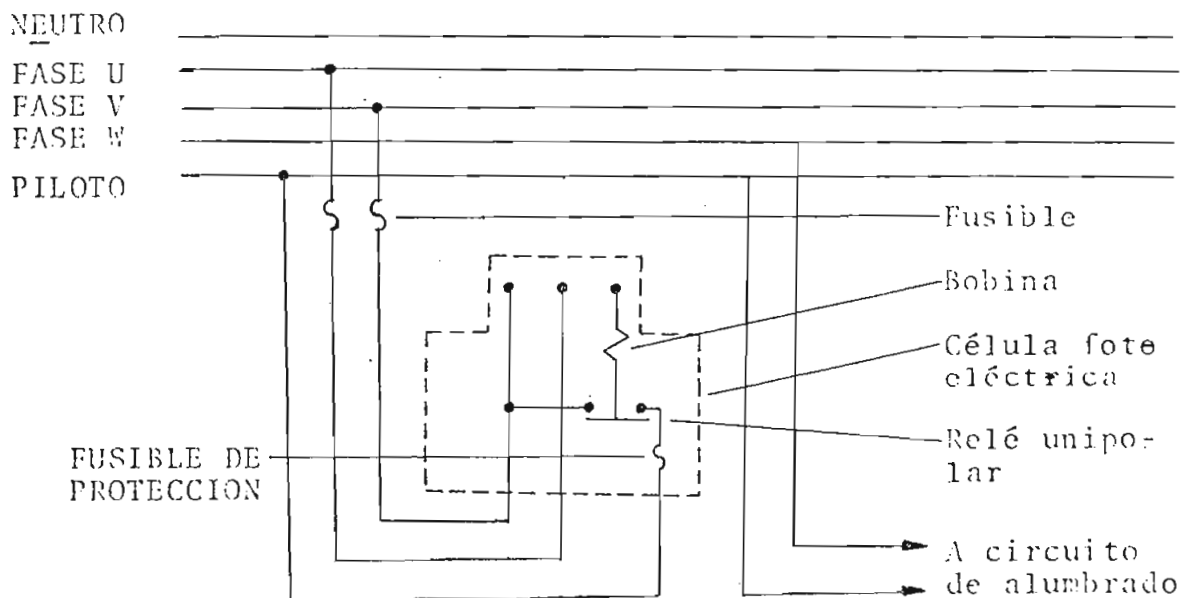 NEUTRO
FASE U
FASE V
FASE W
PILOTO
Fusible
Bobina
Célula foto
eléctrica
Relé unipo-
lar
FUSIBLE DE
PROTECCION
A circuito
de alumbrado